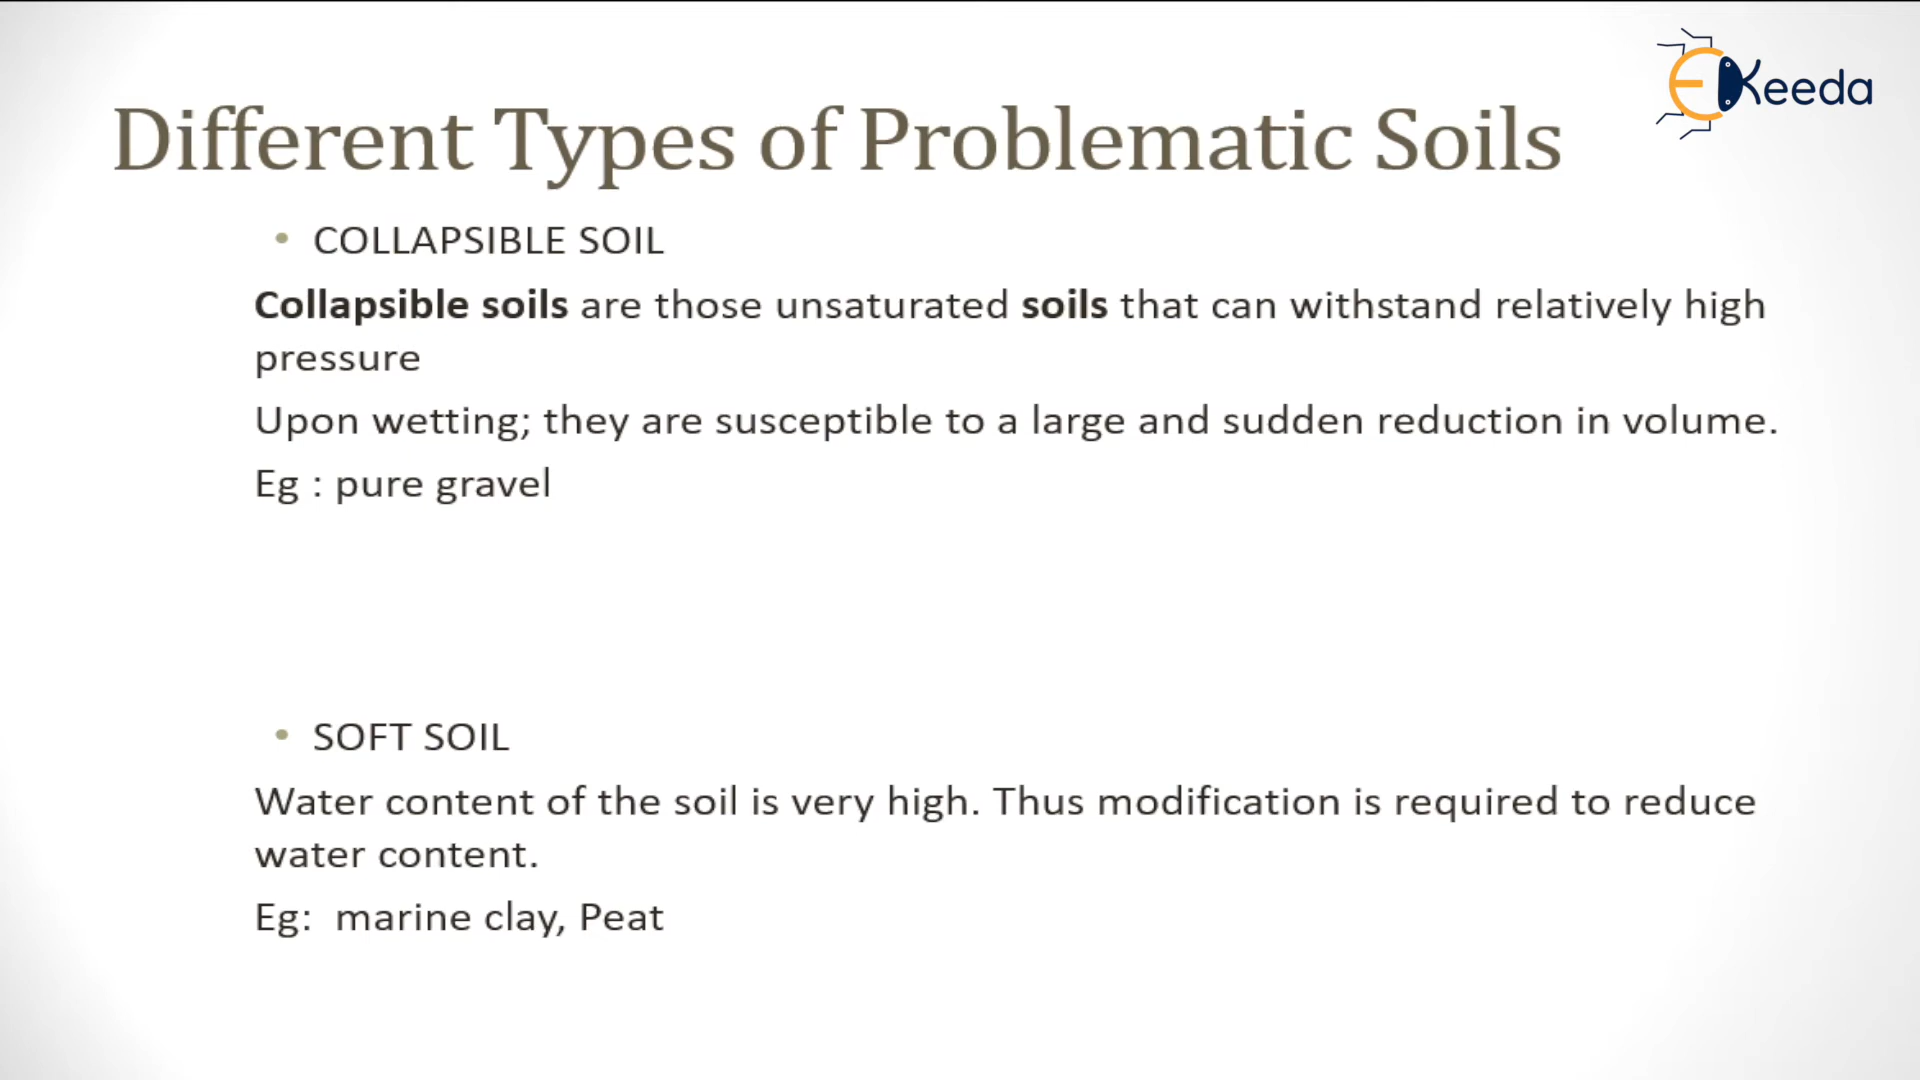 EKeeda
Different Types of Problematic Soils
• COLLAPSIBLE SOIL
Collapsible soils are those unsaturated soils that can withstand relatively high
pressure
Upon wetting; they are susceptible to a large and sudden reduction in volume.
Eg : pure gravel
• SOFT SOIL
Water content of the soil is very high. Thus modification is required to reduce
water content.
Eg:  marine clay, Peat